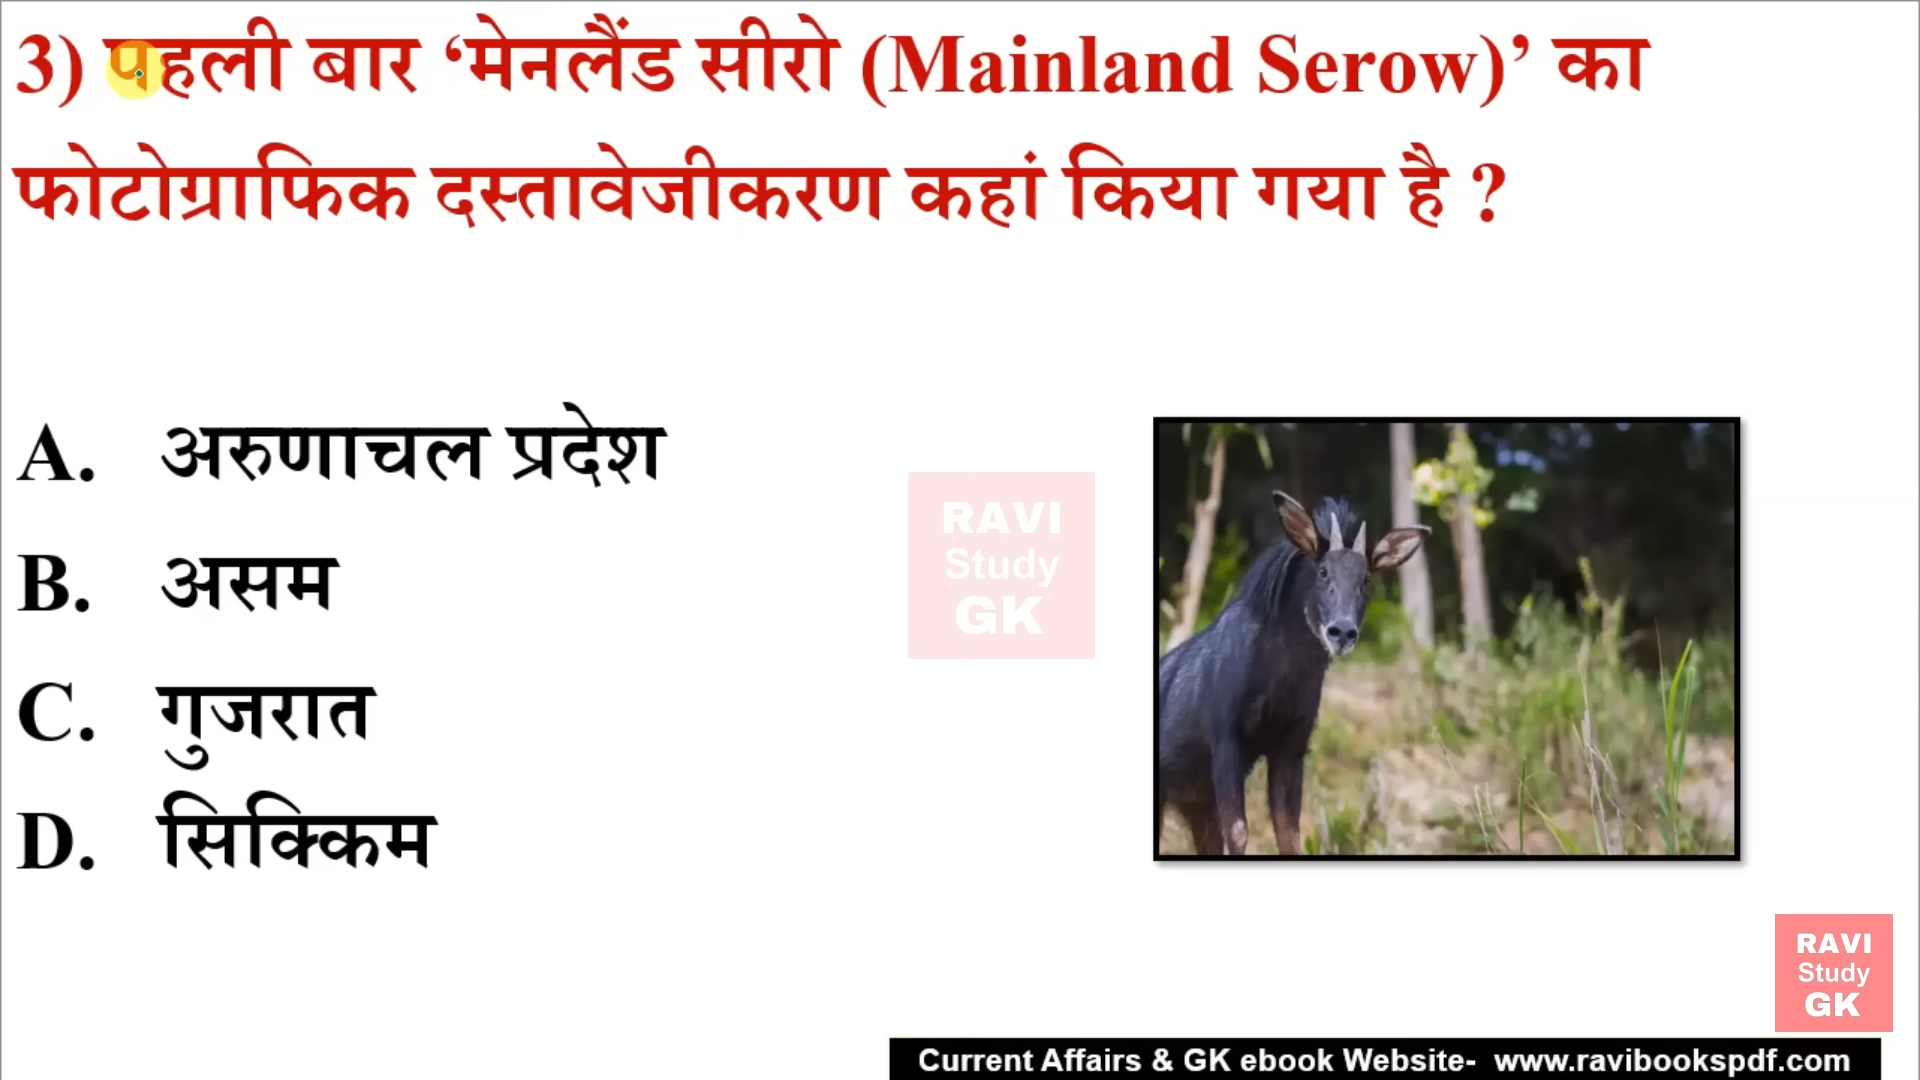 3) पहली बार ‘मेनलैंड सीरो (Mainland Serow)’ का
फोटोग्राफिक दस्तावेजीकरण कहां किया गया है ?
A. अरुणाचल प्रदेश
B. असम
C. गुजरात
D. सिक्किम
RAVI
Study
GK
RAVI
Study
GK
Current Affairs & GK ebook Website- www.ravibookspdf.com